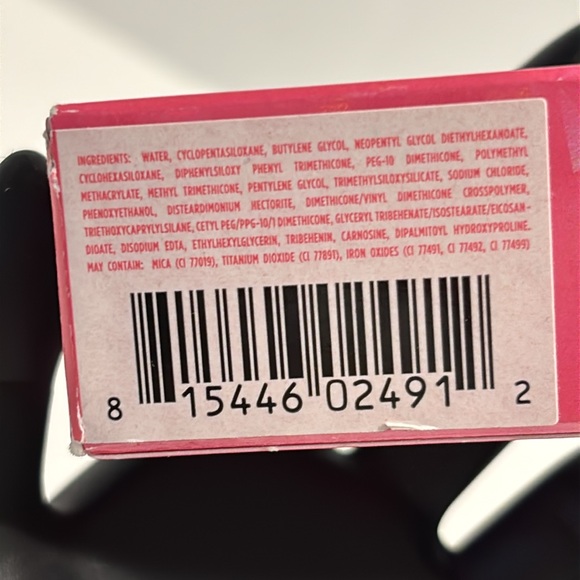 INGREDIENTS: WATER, CYCLOPENTASILOXANE, BUTYLENE GLYCOL, NEOPENTYL GLYCOL DIETHYLHEXANOATE,
CYCLOHEXASILOXANE, DIPHENYLSILOXY PHENYL TRIMETHICONE, PEG-10 DIMETHICONE, POLYMETHYL
METHACRYLATE, METHYL TRIMETHICONE, PENTYLENE GLYCOL, TRIMETHYLSILOXYSILICATE, SODIUM CHLORIDE,
PHENOXYETHANOL, DISTEARDIMONIUM HECTORITE, DIMETHICONE/VINYL DIMETHICONE CROSSPOLYMER,
TRIETHOXYCAPRYLYLSILANE, CETYL PEG/PPG-10/1 DIMETHICONE, GLYCERYL TRIBEHENATE/ISOSTEARATE/EICOSAN-
DIOATE, DISODIUM EDTA, ETHYLHEXYLGLYCERIN, TRIBEHENIN, CARNOSINE, DIPALMITOYL HYDROXYPROLINE.
MAY CONTAIN: MICA (CI 77019), TITANIUM DIOXIDE (CI 77891), IRON OXIDES (CI 77491, CI 77492, CI 77499)
8 15446 02491 2